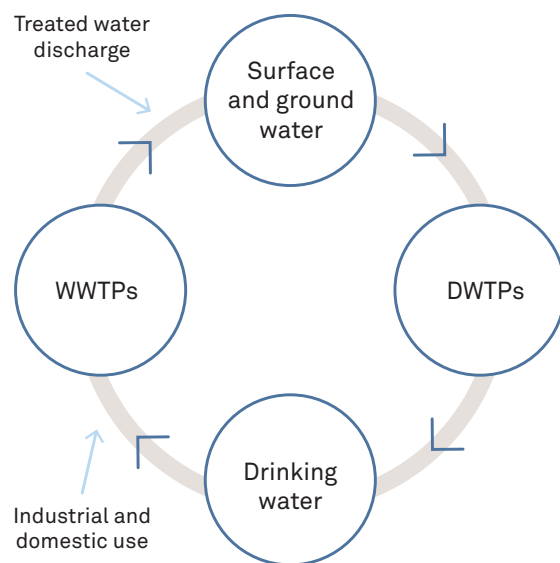 Treated water
discharge
Surface
and ground
water
WWTPs
DWTPs
Drinking
water
Industrial and
domestic use